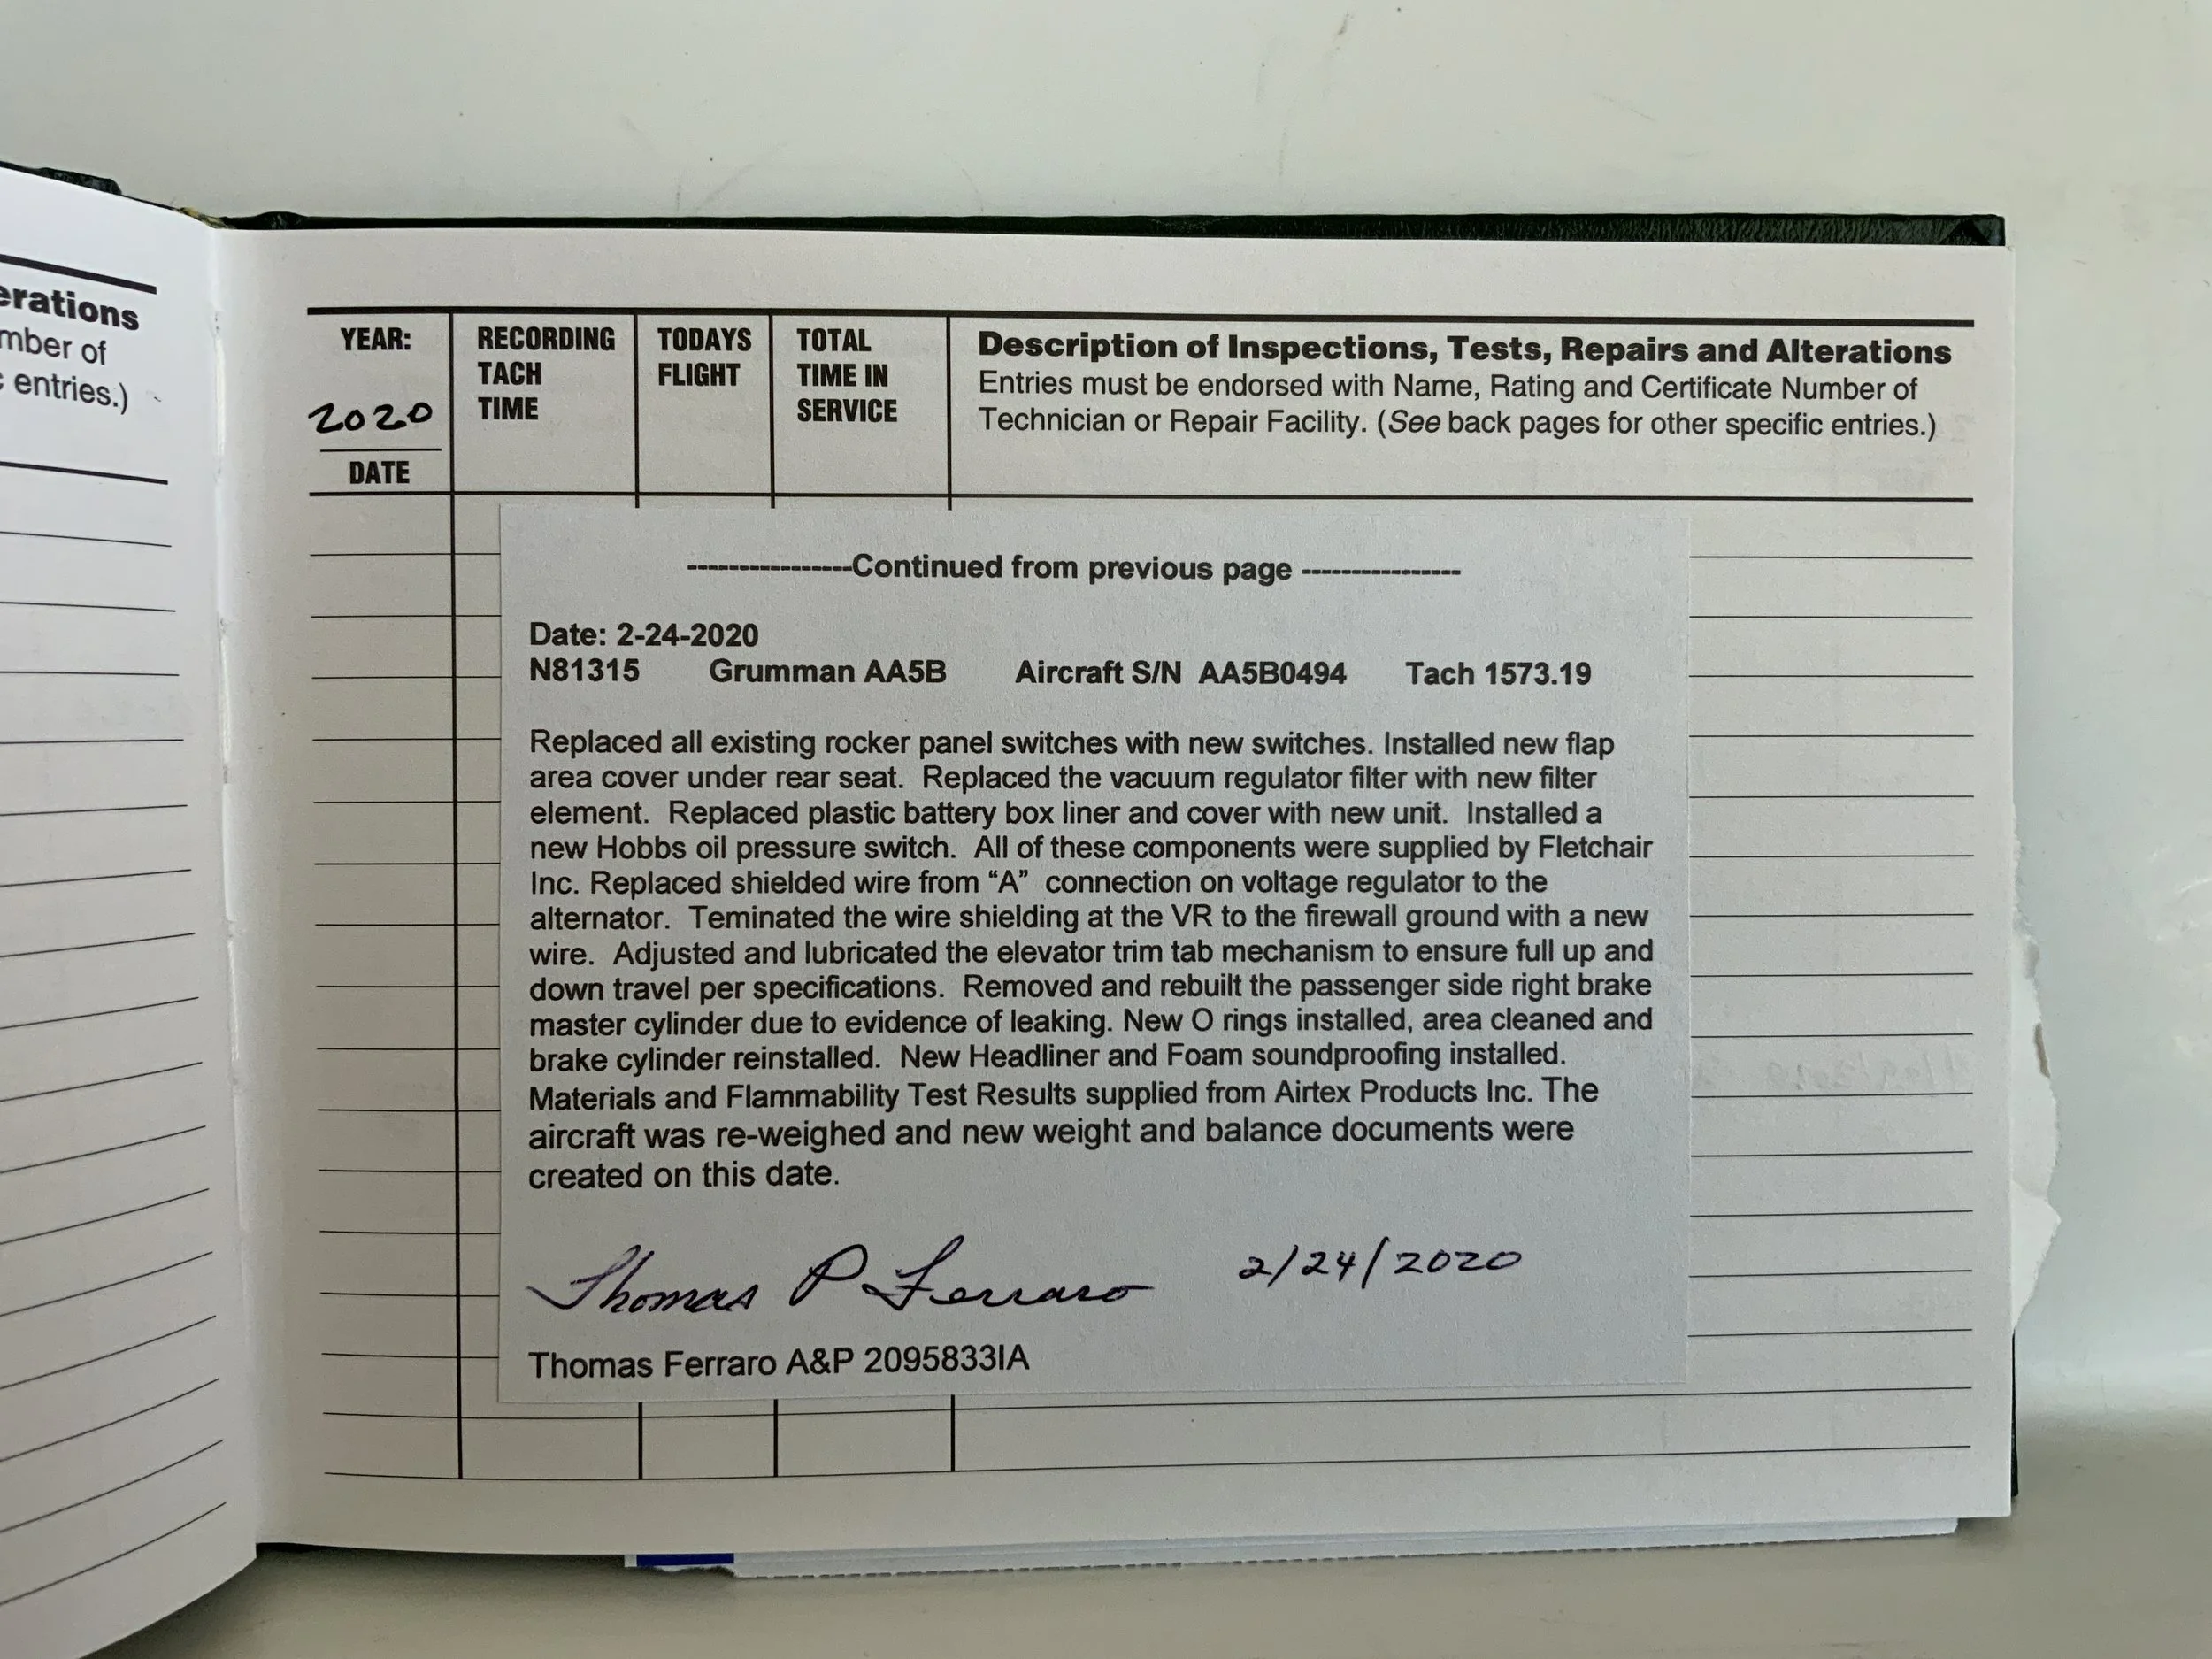 erations
mber of
entries.)
YEAR:
2020
DATE
RECORDING
TACH
TIME
TODAYS
FLIGHT
TOTAL
TIME IN
SERVICE
Description of Inspections, Tests, Repairs and Alterations
Entries must be endorsed with Name, Rating and Certificate Number of
Technician or Repair Facility. (See back pages for other specific entries.)
----------------Continued from previous page ----------------
Date: 2-24-2020
N81315 Grumman AA5B Aircraft S/N AA5B0494 Tach 1573.19
Replaced all existing rocker panel switches with new switches. Installed new flap
area cover under rear seat. Replaced the vacuum regulator filter with new filter
element. Replaced plastic battery box liner and cover with new unit. Installed a
new Hobbs oil pressure switch. All of these components were supplied by Fletchair
Inc. Replaced shielded wire from “A” connection on voltage regulator to the
alternator. Teminated the wire shielding at the VR to the firewall ground with a new
wire. Adjusted and lubricated the elevator trim tab mechanism to ensure full up and
down travel per specifications. Removed and rebuilt the passenger side right brake
master cylinder due to evidence of leaking. New O rings installed, area cleaned and
brake cylinder reinstalled. New Headliner and Foam soundproofing installed.
Materials and Flammability Test Results supplied from Airtex Products Inc. The
aircraft was re-weighed and new weight and balance documents were
created on this date.
Thomas P Ferraro 2/24/2020
Thomas Ferraro A&P 2095833IA